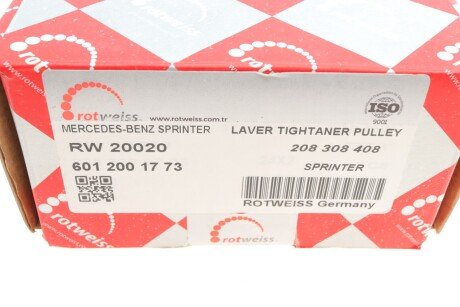 rotweiss
www.rotweiss.com.tr
ISO
9001
MERCEDES-BENZ SPRINTER
LAVER TIGHTANER PULLEY
RW 20020
208 308 408
601 200 17 73
SPRINTER
ROTWEISS Germany
rotweiss